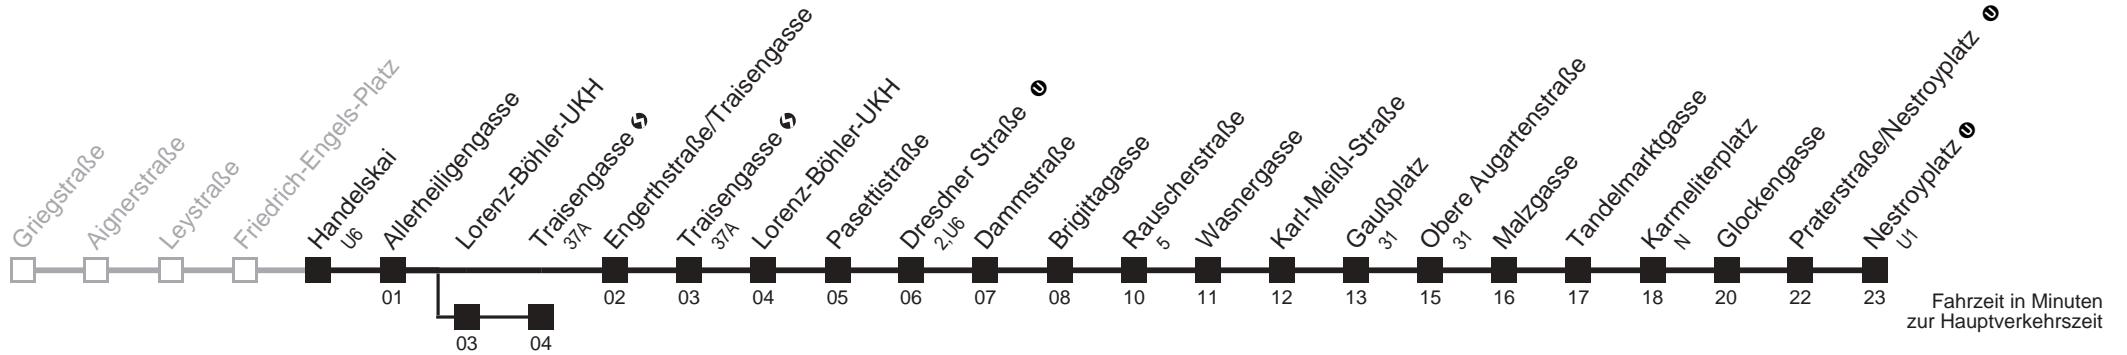 Griegstraße
Aignerstraße
Leystraße
Friedrich-Engels-Platz
Handelskai
U6
Allerheiligengasse
Lorenz-Böhler-UKH
Traisengasse
37A
Engerthstraße/Traisengasse
Traisengasse
37A
Lorenz-Böhler-UKH
Pasettistraße
Dresdner Straße U
2,U6
Dammstraße
Brigittagasse
Rauscherstraße
5
Wasnergasse
Karl-Meißl-Straße
Gaußplatz
31
Obere Augartenstraße
31
Malzgasse
Tandelmarktgasse
Karmeliterplatz
N
Glockengasse
Praterstraße/Nestroyplatz U
Nestroyplatz U
U1
01
02
03
04
05
06
07
08
10
11
12
13
15
16
17
18
20
22
23
03
04
Fahrzeit in Minuten
zur Hauptverkehrszeit